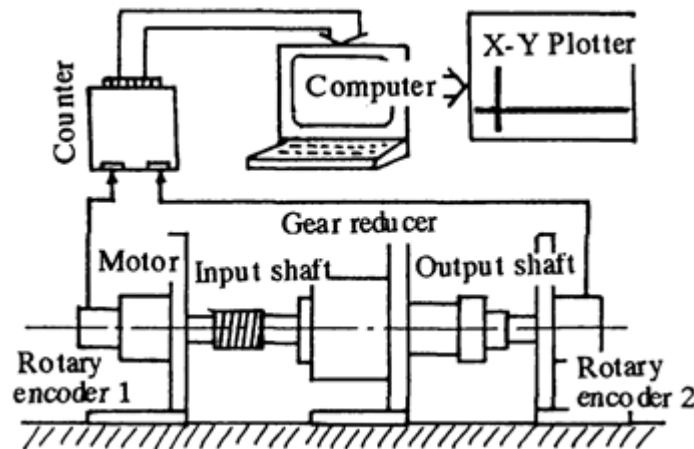 X-Y Plotter
Computer
Counter
Gear reducer
Motor
Input shaft
Output shaft
Rotary
encoder 1
Rotary
encoder 2